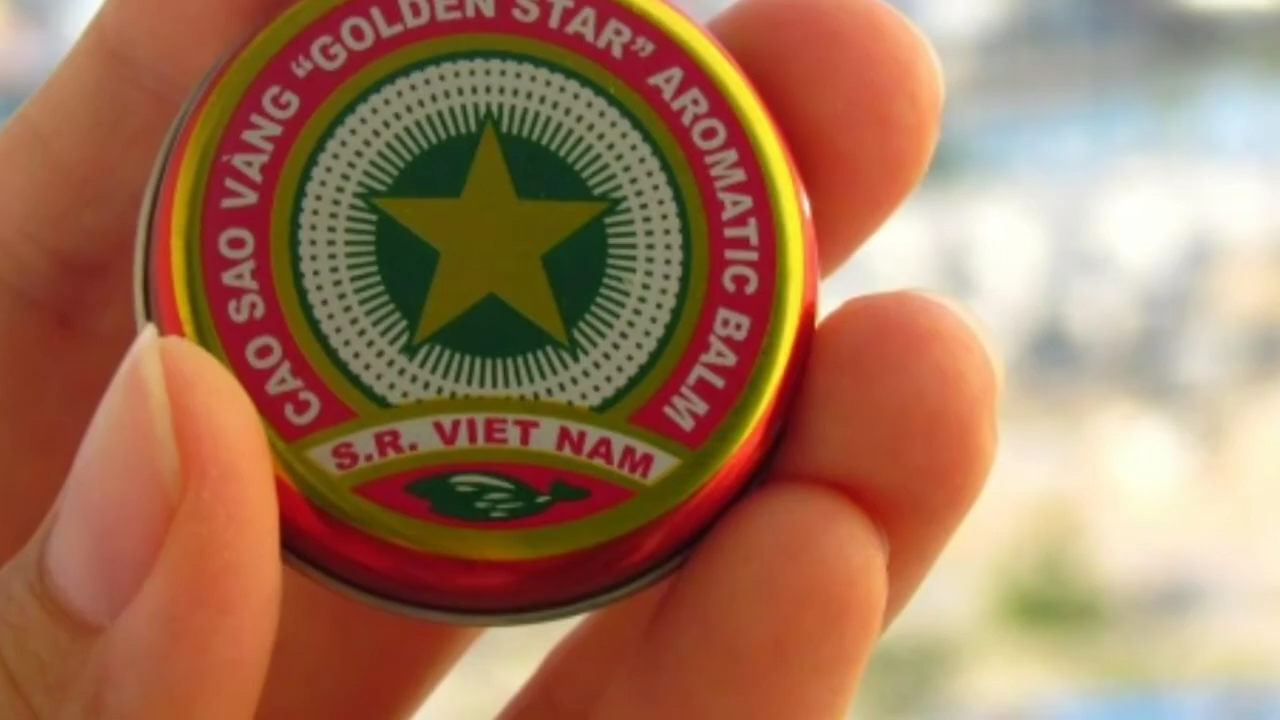 CAO SAO VÀNG “GOLDEN STAR” AROMATIC BALM
S.R. VIET NAM